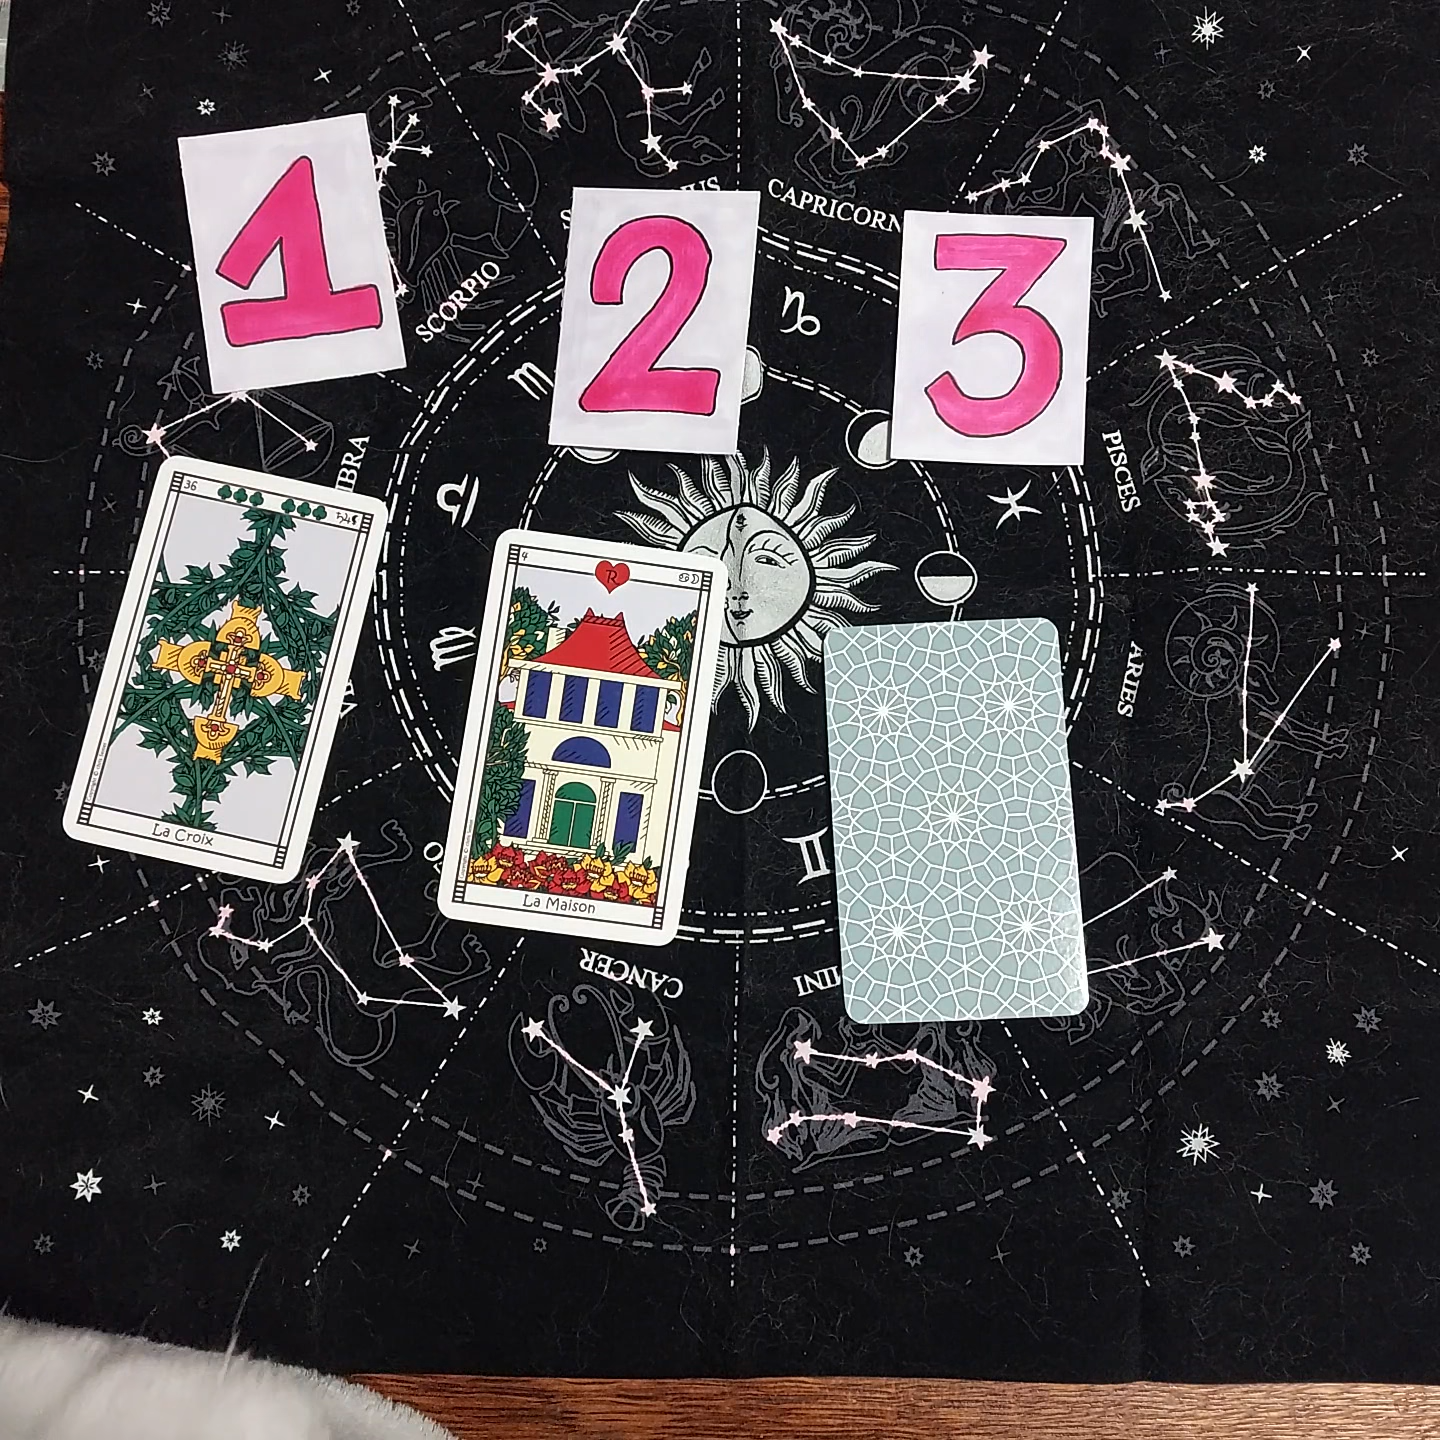 CAPRICORN
1
2
3
SCORPIO
PISCES
36
4
R
ARIES
La Croix
La Maison
CANCER